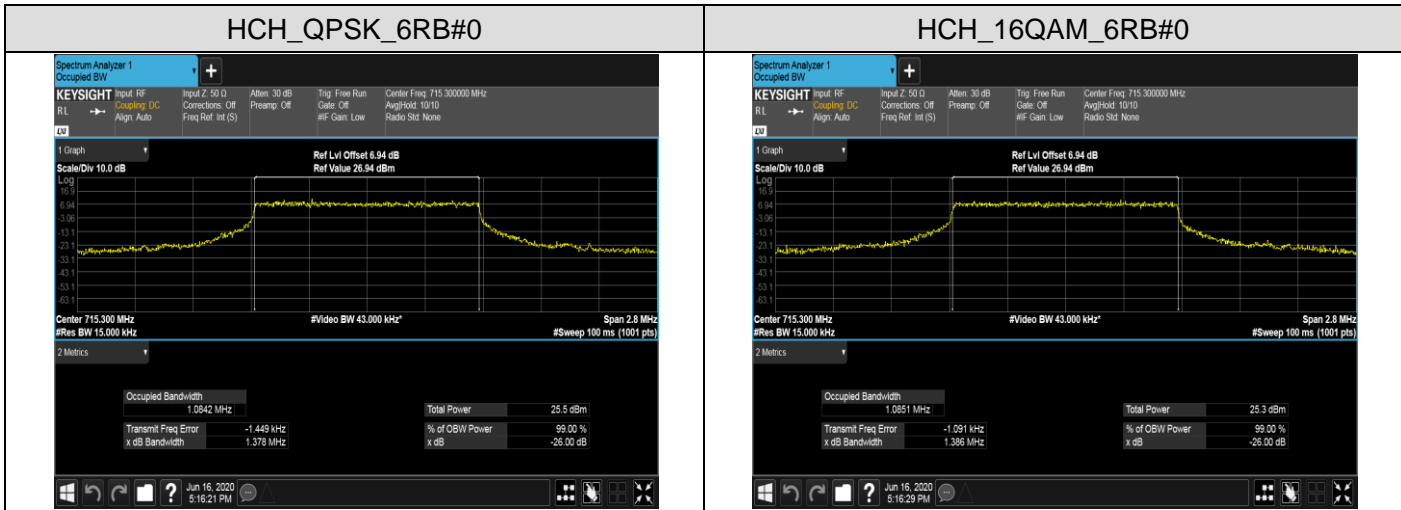 HCH_QPSK_6RB#0
Spectrum Analyzer 1
Occupied BW
+
KEYSIGHT Input: RF Input Z: 50 Ω Atten: 30 dB Trig: Free Run Center Freq: 715.300000 MHz
RL Coupling: DC Corrections: Off Preamp: Off Gate: Off Avg|Hold: 10/10
Align: Auto Freq Ref: Int (S) #IF Gain: Low Radio Std: None
LXI
1 Graph
Ref Lvl Offset 6.94 dB
Scale/Div 10.0 dB Ref Value 26.94 dBm
Log
16.9
6.94
-3.06
-13.1
-23.1
-33.1
-43.1
-53.1
-63.1
Center 715.300 MHz #Video BW 43.000 kHz* Span 2.8 MHz
#Res BW 15.000 kHz #Sweep 100 ms (1001 pts)
2 Metrics
Occupied Bandwidth
1.0842 MHz Total Power 25.5 dBm
Transmit Freq Error -1.449 kHz % of OBW Power 99.00 %
x dB Bandwidth 1.378 MHz x dB -26.00 dB
? Jun 16, 2020
5:16:21 PM
HCH_16QAM_6RB#0
Spectrum Analyzer 1
Occupied BW
+
KEYSIGHT Input: RF Input Z: 50 Ω Atten: 30 dB Trig: Free Run Center Freq: 715.300000 MHz
RL Coupling: DC Corrections: Off Preamp: Off Gate: Off Avg|Hold: 10/10
Align: Auto Freq Ref: Int (S) #IF Gain: Low Radio Std: None
LXI
1 Graph
Ref Lvl Offset 6.94 dB
Scale/Div 10.0 dB Ref Value 26.94 dBm
Log
16.9
6.94
-3.06
-13.1
-23.1
-33.1
-43.1
-53.1
-63.1
Center 715.300 MHz #Video BW 43.000 kHz* Span 2.8 MHz
#Res BW 15.000 kHz #Sweep 100 ms (1001 pts)
2 Metrics
Occupied Bandwidth
1.0851 MHz Total Power 25.3 dBm
Transmit Freq Error -1.091 kHz % of OBW Power 99.00 %
x dB Bandwidth 1.386 MHz x dB -26.00 dB
? Jun 16, 2020
5:16:29 PM